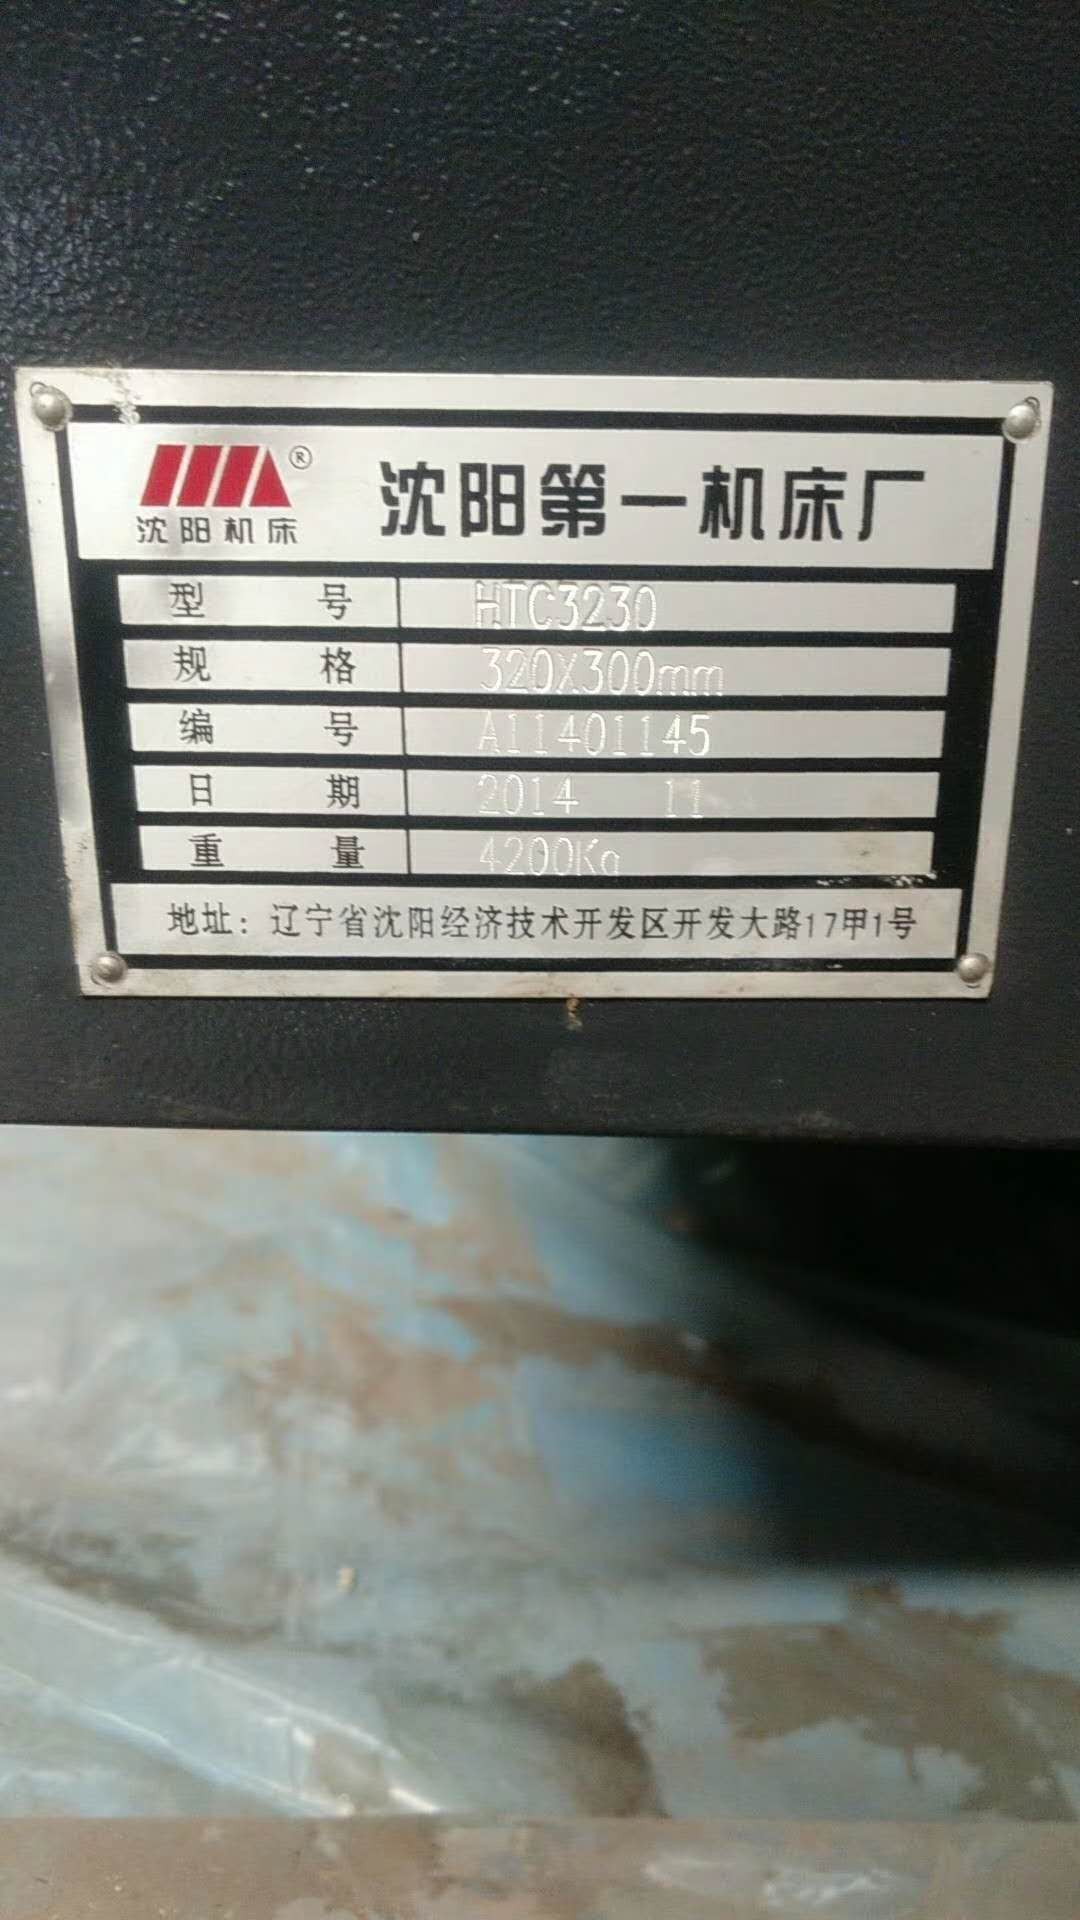 ® 沈阳机床 沈阳第一机床厂
型号 HTC3230
规格 320X300mm
编号 A11401145
日期 2014 11
重量 4200Kg
地址：辽宁省沈阳经济技术开发区开发大路17甲1号